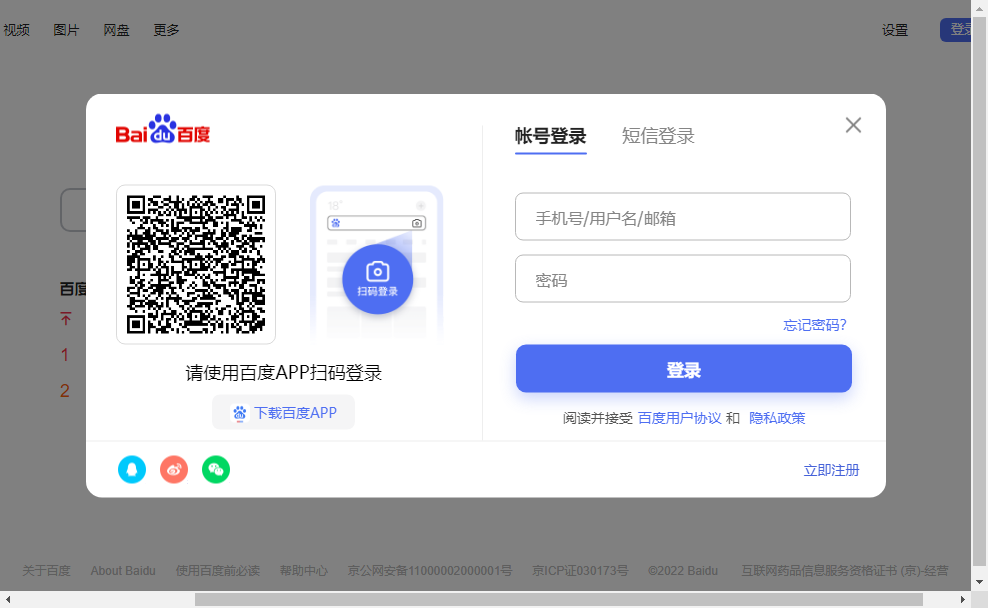 视频 图片 网盘 更多 设置 登录
Bai du 百度
帐号登录 短信登录
18°
手机号/用户名/邮箱
扫码登录
密码
百度
忘记密码?
1
登录
请使用百度APP扫码登录
2
下载百度APP
阅读并接受 百度用户协议 和 隐私政策
立即注册
关于百度 About Baidu 使用百度前必读 帮助中心 京公网安备11000002000001号 京ICP证030173号 ©2022 Baidu 互联网药品信息服务资格证书 (京)-经营